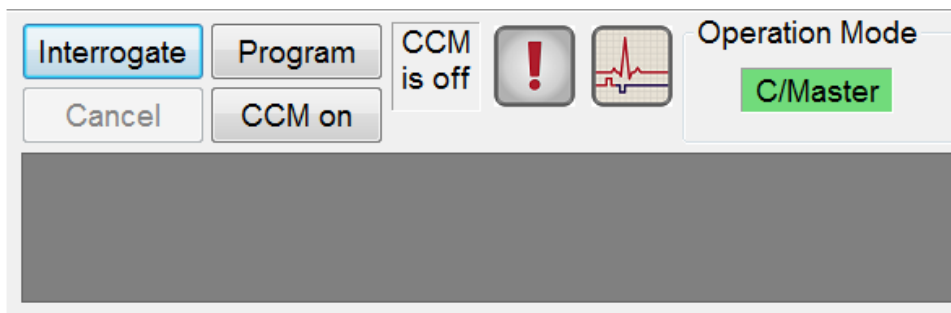 Interrogate
Program
CCM
is off
!
Operation Mode
Cancel
CCM on
C/Master